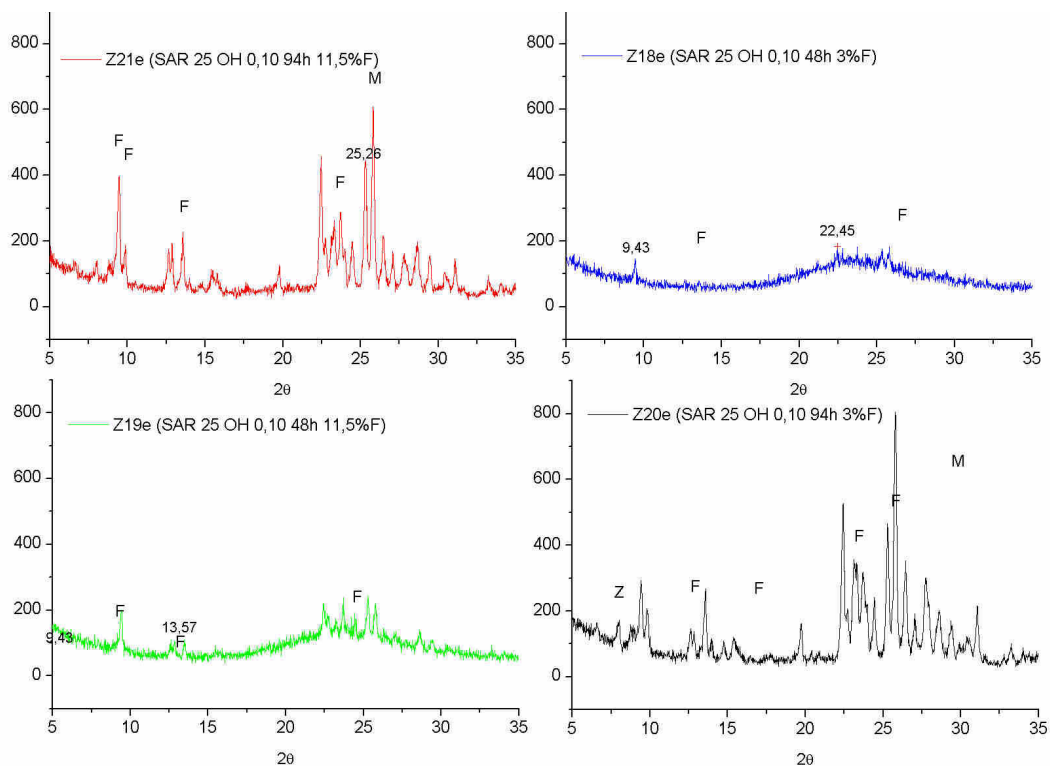 800
600
400
200
0
Z21e (SAR 25 OH 0,10 94h 11,5%F)
M
F
F
25,26
F
F
5 10 15 20 25 30 35
2θ
800
600
400
200
0
Z18e (SAR 25 OH 0,10 48h 3%F)
9,43
F
22,45
F
5 10 15 20 25 30 35
2θ
800
600
400
200
0
Z19e (SAR 25 OH 0,10 48h 11,5%F)
9,43
F
13,57
F
F
5 10 15 20 25 30 35
2θ
800
600
400
200
0
Z20e (SAR 25 OH 0,10 94h 3%F)
M
F
F
Z
F
F
5 10 15 20 25 30 35
2θ